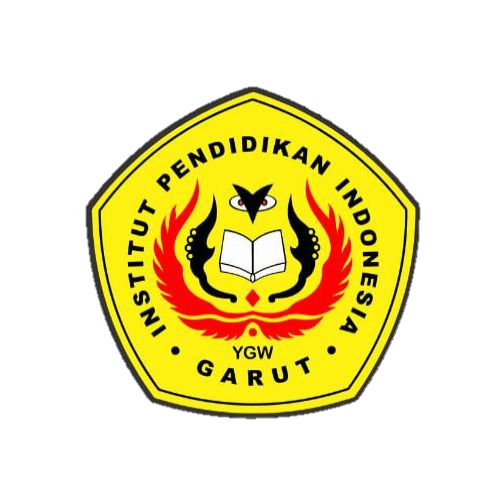 INSTITUT PENDIDIKAN INDONESIA
YGW
• GARUT •